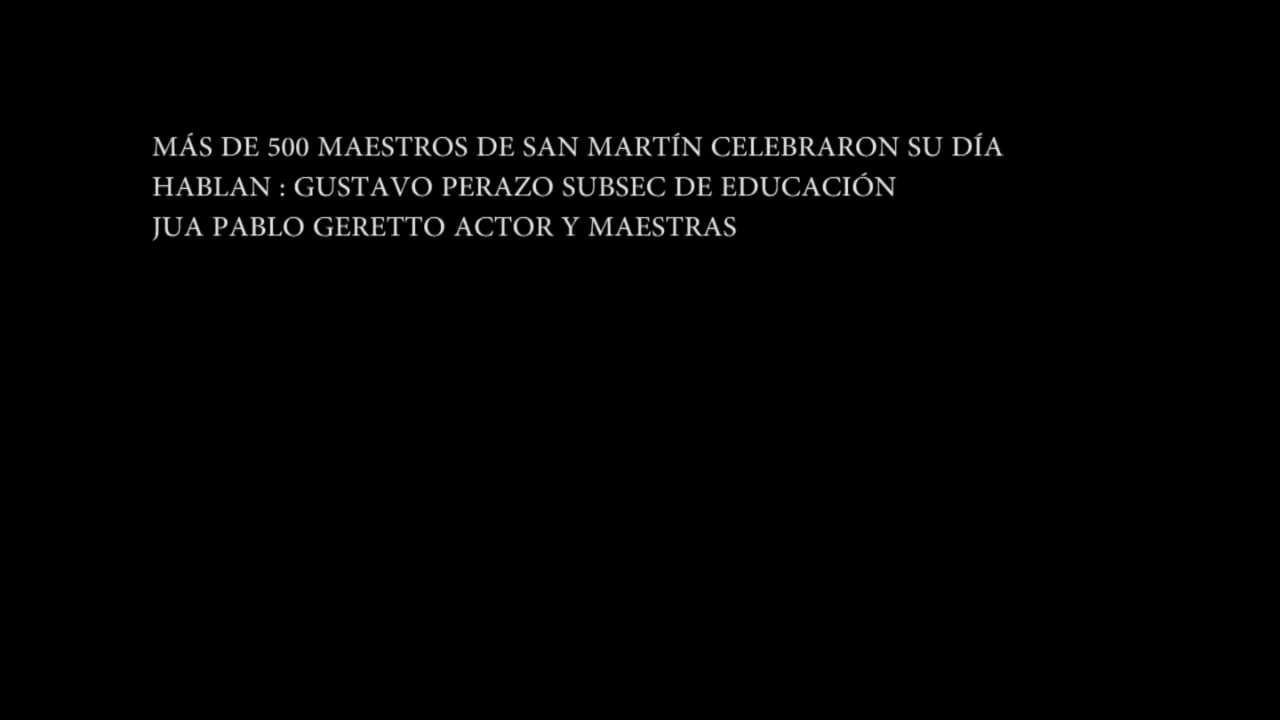 MÁS DE 500 MAESTROS DE SAN MARTÍN CELEBRARON SU DÍA
HABLAN : GUSTAVO PERAZO SUBSEC DE EDUCACIÓN
JUA PABLO GERETTO ACTOR Y MAESTRAS